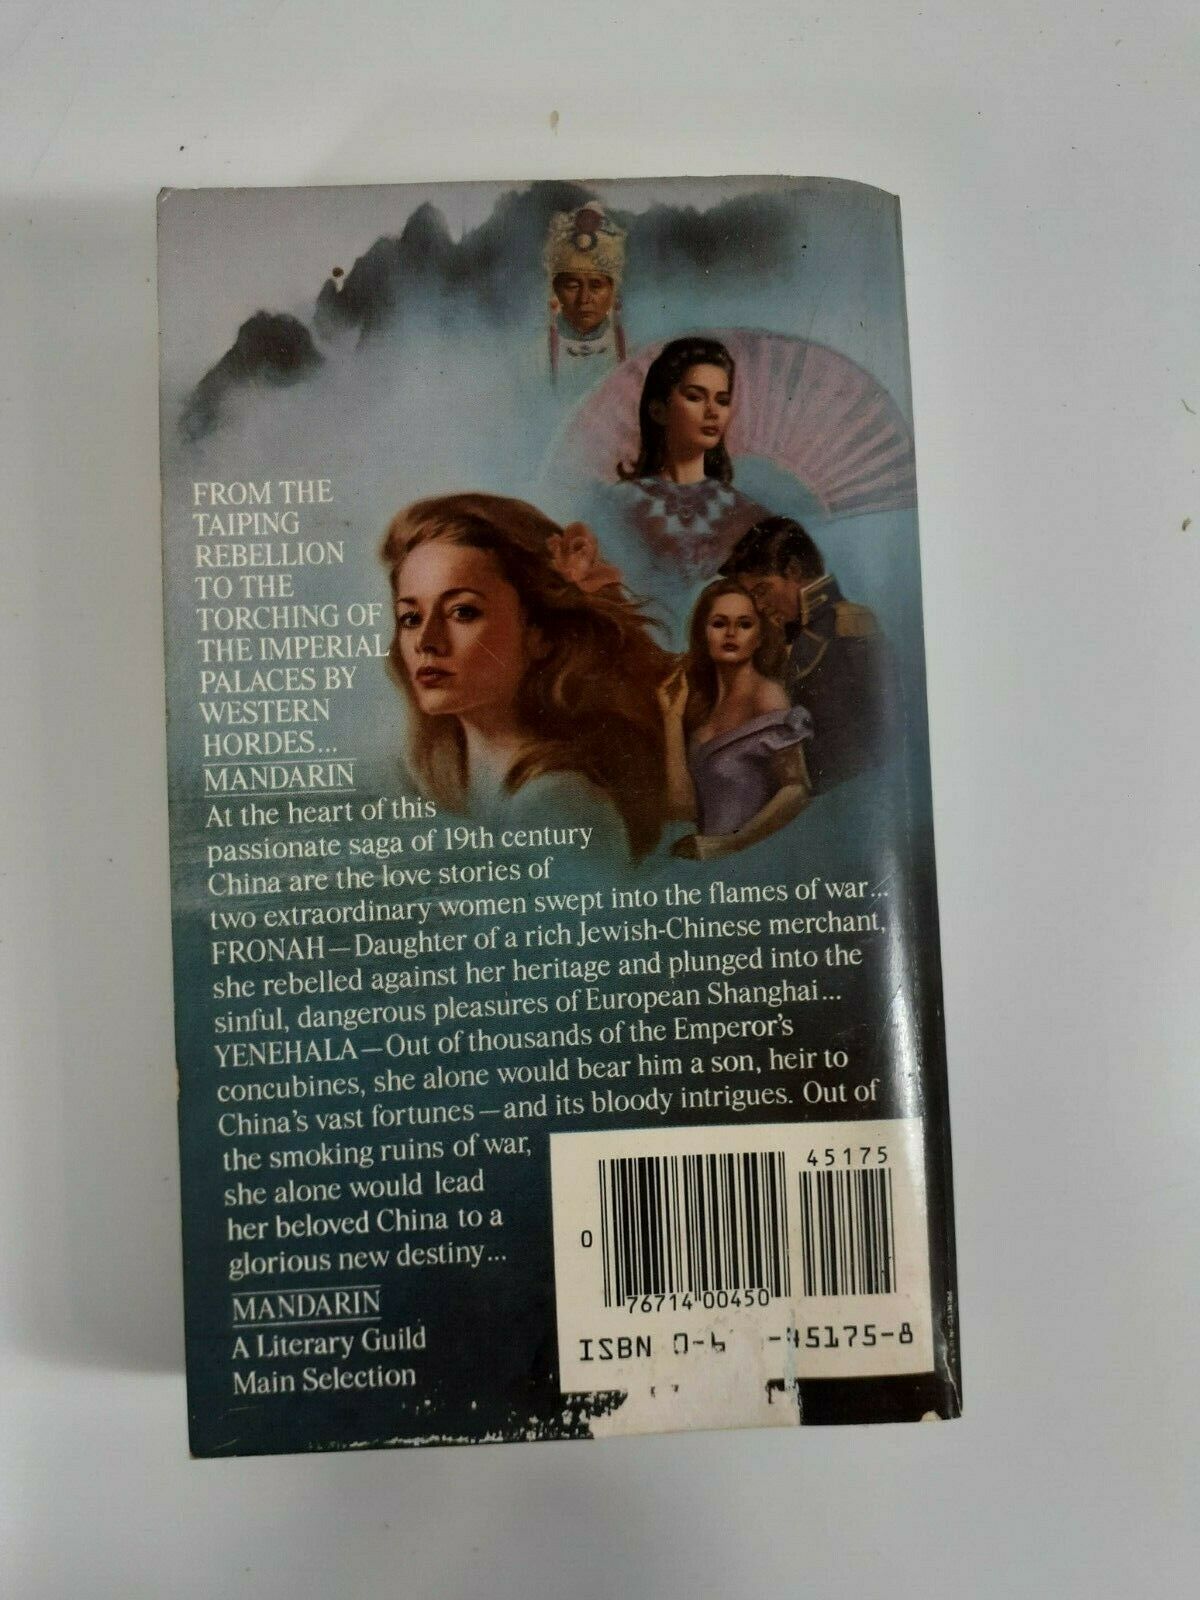 FROM THE
TAIPING
REBELLION
TO THE
TORCHING OF
THE IMPERIAL
PALACES BY
WESTERN
HORDES...
MANDARIN
At the heart of this
passionate saga of 19th century
China are the love stories of
two extraordinary women swept into the flames of war...
FRONAH—Daughter of a rich Jewish-Chinese merchant,
she rebelled against her heritage and plunged into the
sinful, dangerous pleasures of European Shanghai...
YENEHALA—Out of thousands of the Emperor's
concubines, she alone would bear him a son, heir to
China's vast fortunes—and its bloody intrigues. Out of
the smoking ruins of war,
she alone would lead
her beloved China to a
glorious new destiny...
MANDARIN
A Literary Guild
Main Selection
45175
0
76714 00450
ISBN 0-6 -45175-8